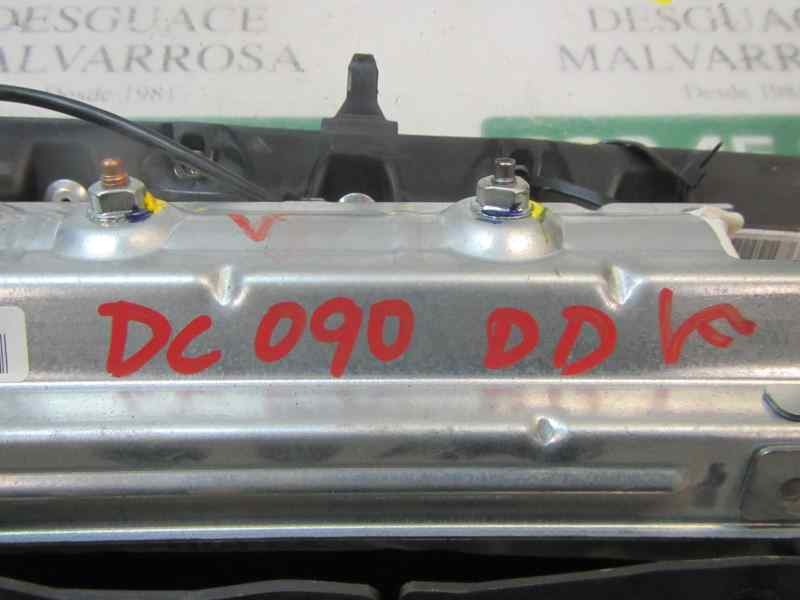 DESGUACE
MALVARROSA
Desde 1981
DESGUACE
MALVARROSA
Desde 1981
V
DC 090 DD